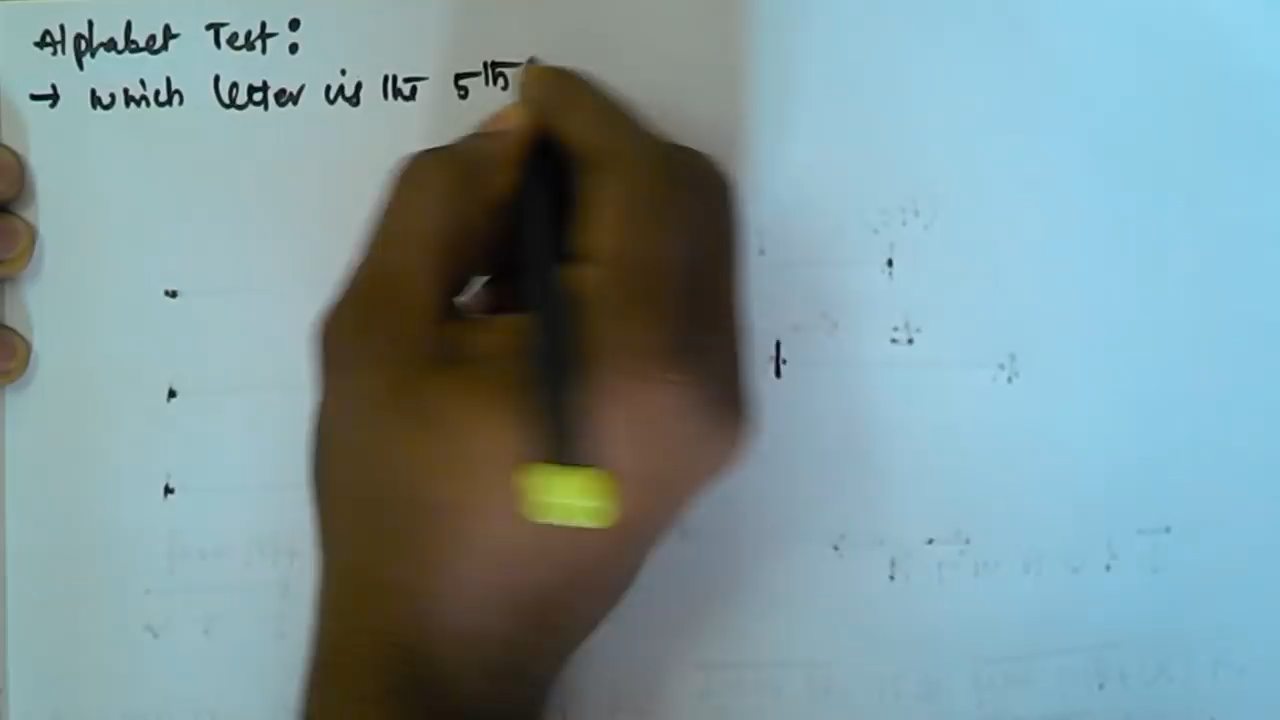 Alphabet Test:
→ which letter is the 5th